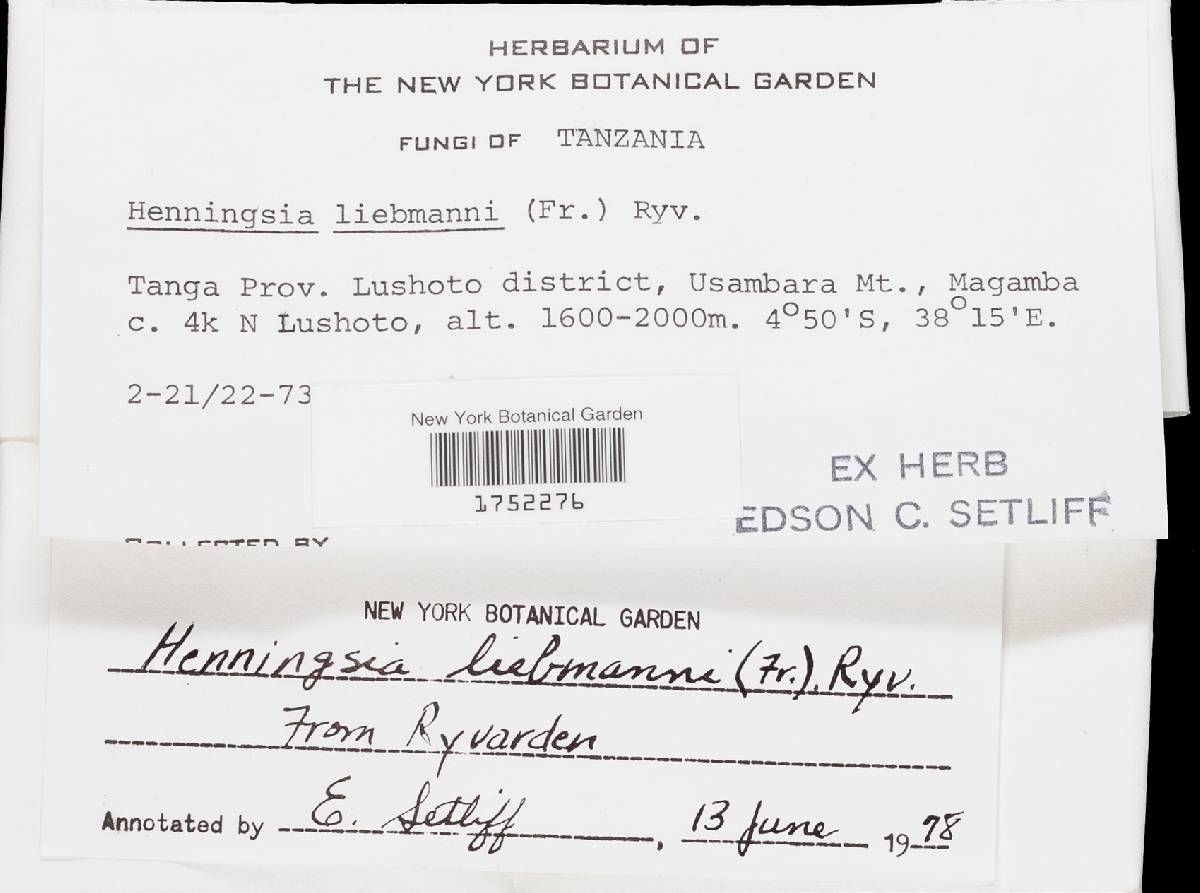 HERBARIUM OF
THE NEW YORK BOTANICAL GARDEN
FUNGI OF TANZANIA
Henningsia liebmanni (Fr.) Ryv.
Tanga Prov. Lushoto district, Usambara Mt., Magamba
c. 4k N Lushoto, alt. 1600-2000m. 4°50'S, 38°15'E.
2-21/22-73
New York Botanical Garden
1752276
EX HERB
EDSON C. SETLIFF
COLLECTED BY
NEW YORK BOTANICAL GARDEN
Henningsia liebmanni (Fr.). Ryv.
From Ryvarden
Annotated by E. Setliff, 13 June 1978